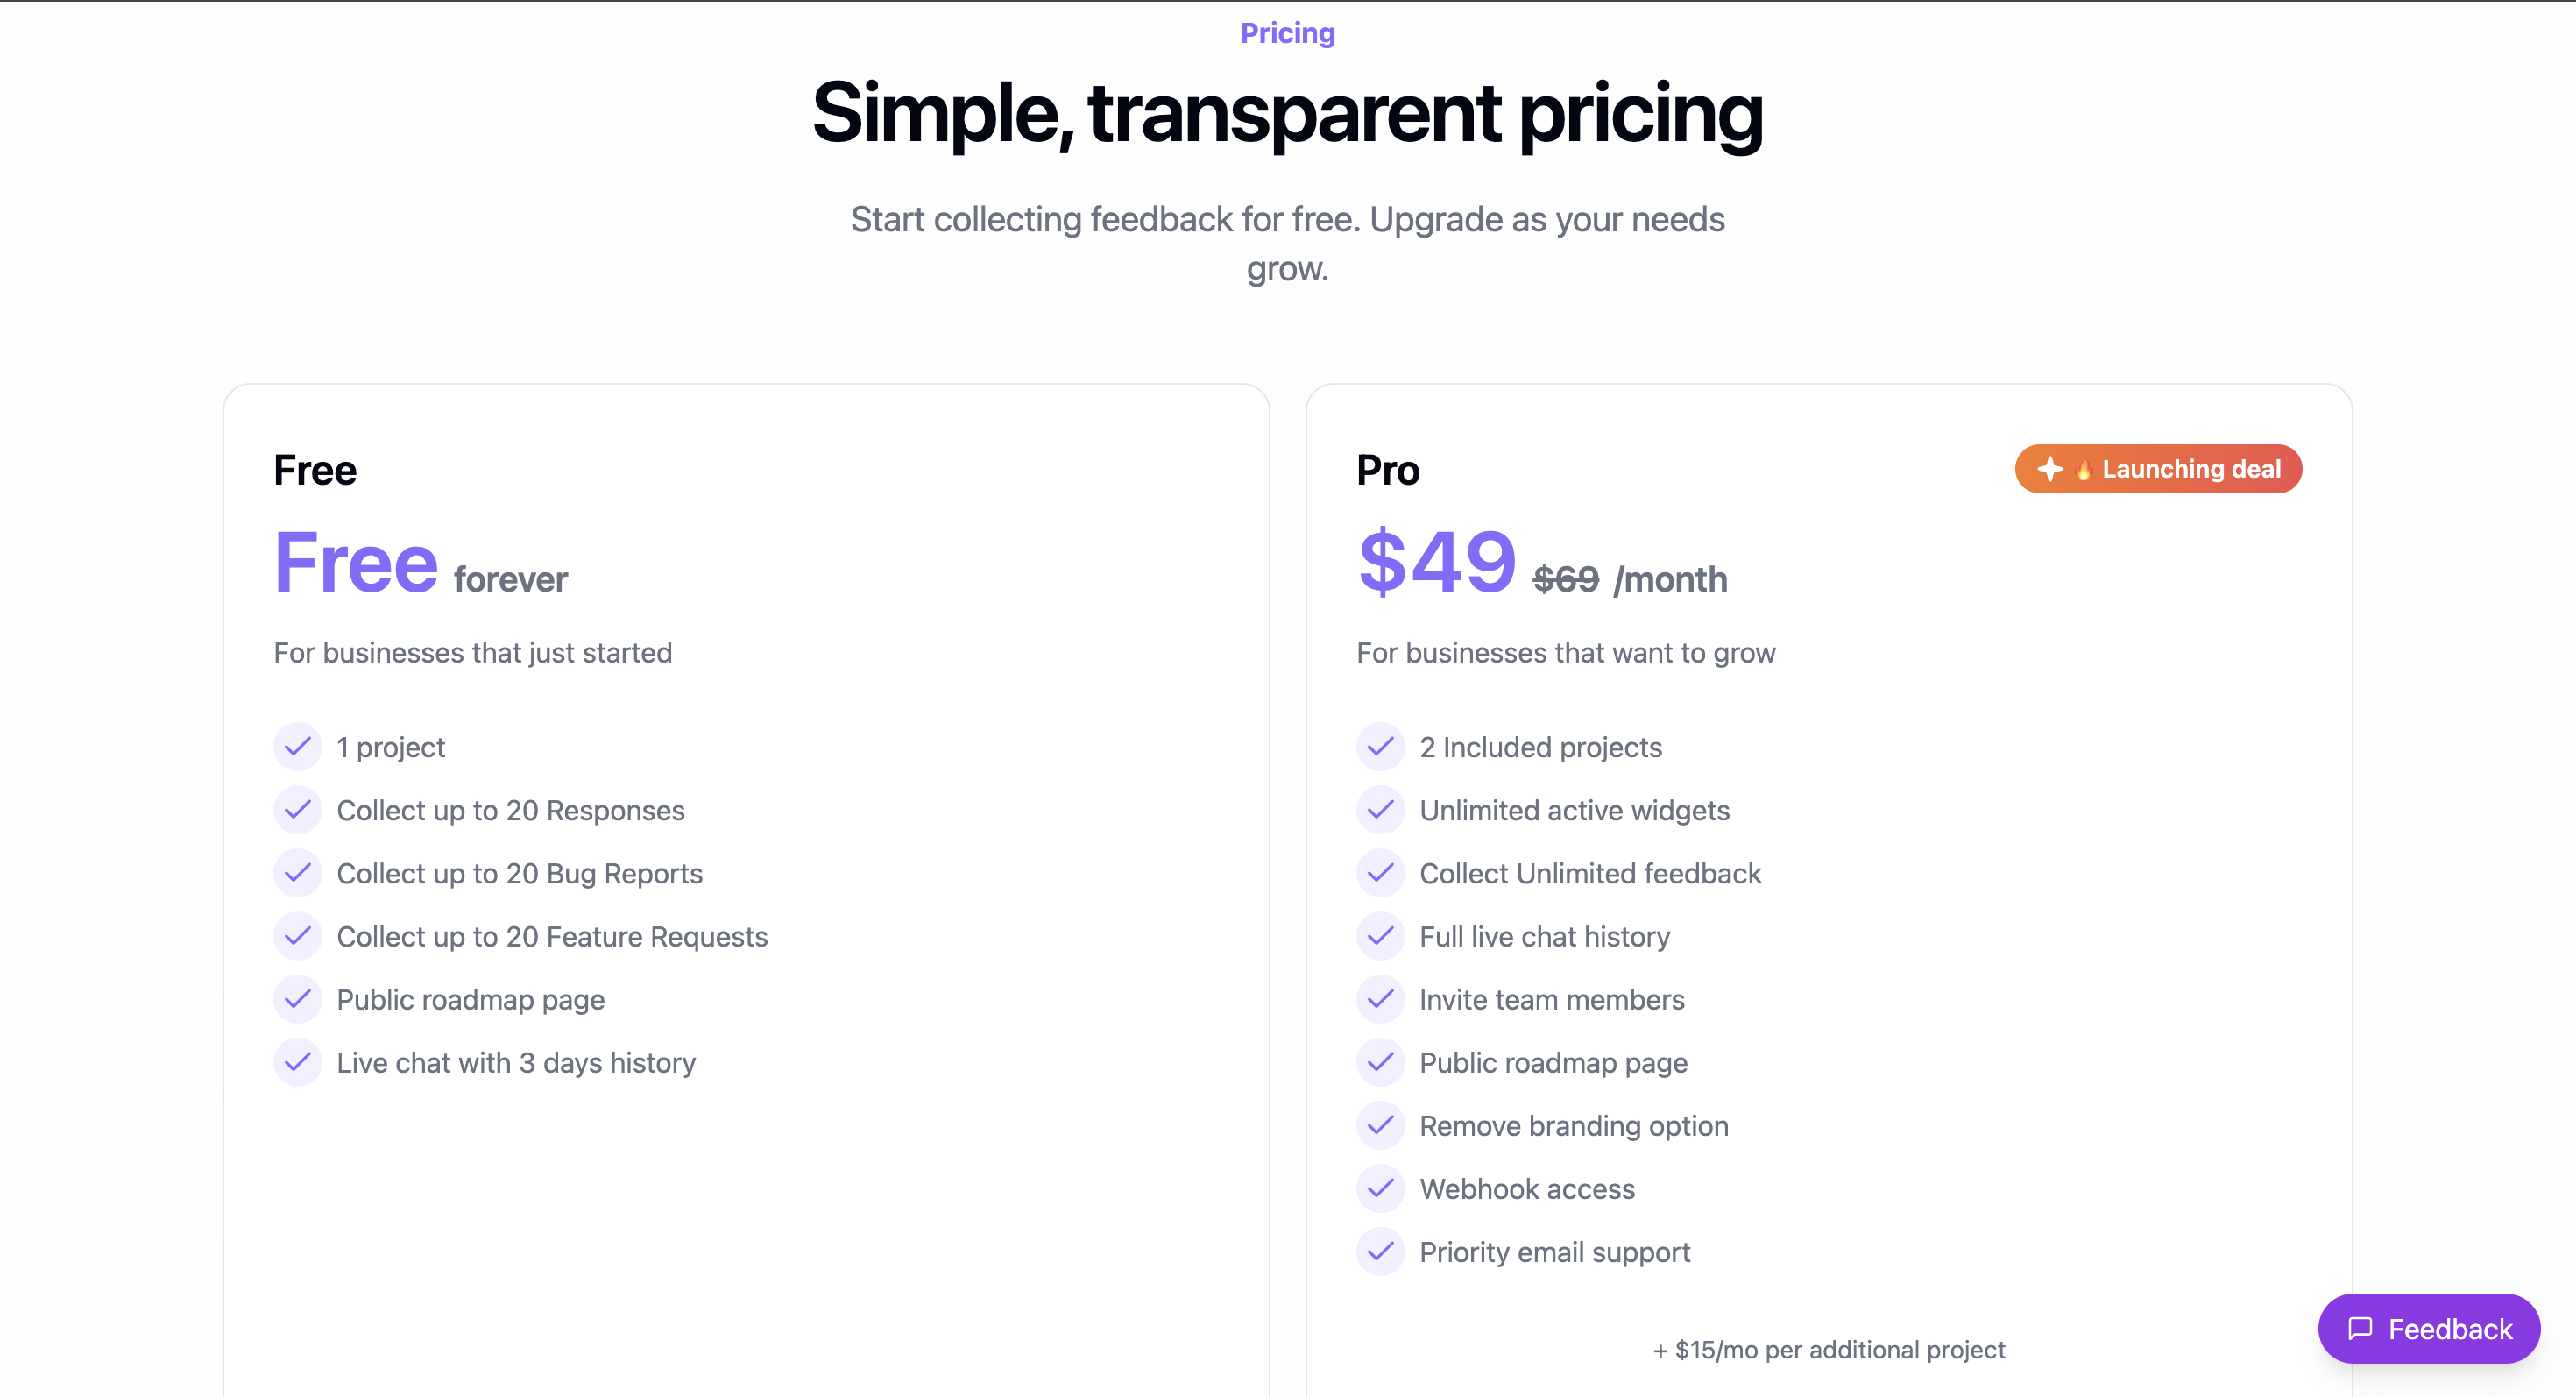 Pricing
Simple, transparent pricing
Start collecting feedback for free. Upgrade as your needs
grow.
Free
Free forever
For businesses that just started
1 project
Collect up to 20 Responses
Collect up to 20 Bug Reports
Collect up to 20 Feature Requests
Public roadmap page
Live chat with 3 days history
Pro
🔥 Launching deal
$49 $69 /month
For businesses that want to grow
2 Included projects
Unlimited active widgets
Collect Unlimited feedback
Full live chat history
Invite team members
Public roadmap page
Remove branding option
Webhook access
Priority email support
+ $15/mo per additional project
Feedback